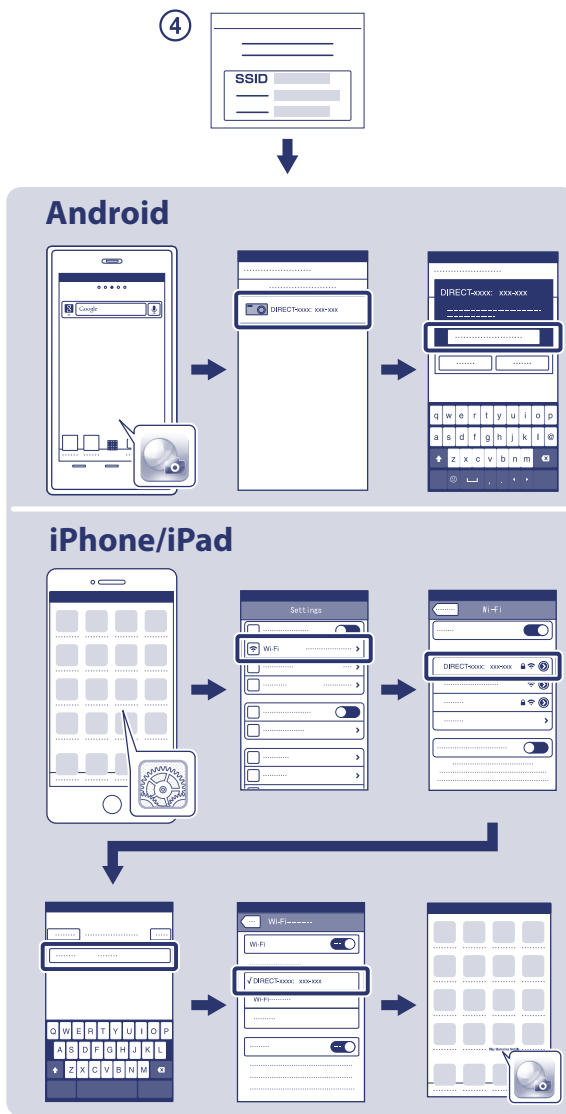 4
SSID
Android
8 Google
DIRECT-xxxx: xxx-xxx
DIRECT-xxxx: xxx-xxx
q w e r t y u i o p
a s d f g h j k l @
z x c v b n m
, .
iPhone/iPad
Settings
Wi-Fi
Wi-Fi
DIRECT-xxxx: xxx-xxx
Q W E R T Y U I O P
A S D F G H J K L
Z X C V B N M
Wi-Fi
Wi-Fi
√ DIRECT-xxxx: xxx-xxx
Wi-Fi